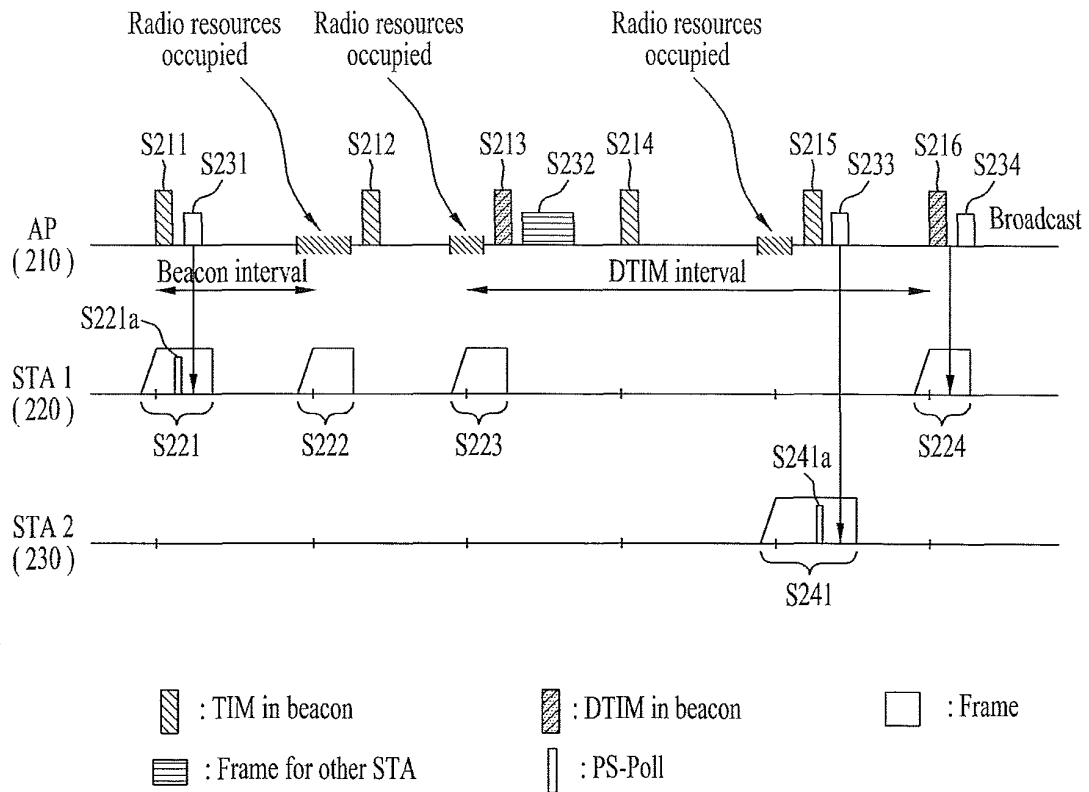 Radio resources
occupied
Radio resources
occupied
Radio resources
occupied
S211
S231
S212
S213
S232
S214
S215
S233
S216
S234
AP
( 210 )
Broadcast
Beacon interval
DTIM interval
S221a
STA 1
( 220 )
S221
S222
S223
S224
S241a
STA 2
( 230 )
S241
: TIM in beacon
: DTIM in beacon
: Frame
: Frame for other STA
: PS-Poll